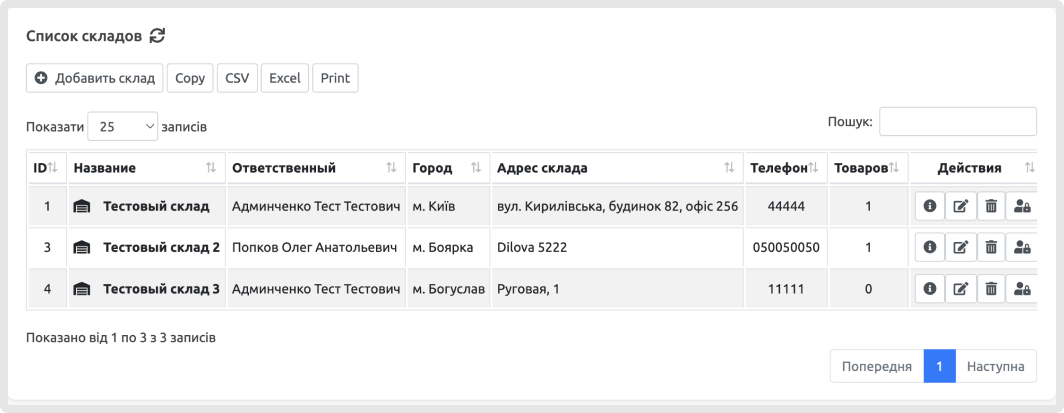 Список складов
Добавить склад Copy CSV Excel Print
Показати 25 записів
Пошук:
ID Название Ответственный Город Адрес склада Телефон Товаров Действия
1 Тестовый склад Админченко Тест Тестович м. Київ вул. Кирилівська, будинок 82, офіс 256 44444 1
3 Тестовый склад 2 Попков Олег Анатольевич м. Боярка Dilova 5222 050050050 1
4 Тестовый склад 3 Админченко Тест Тестович м. Богуслав Руговая, 1 11111 0
Показано від 1 по 3 з 3 записів
Попередня 1 Наступна